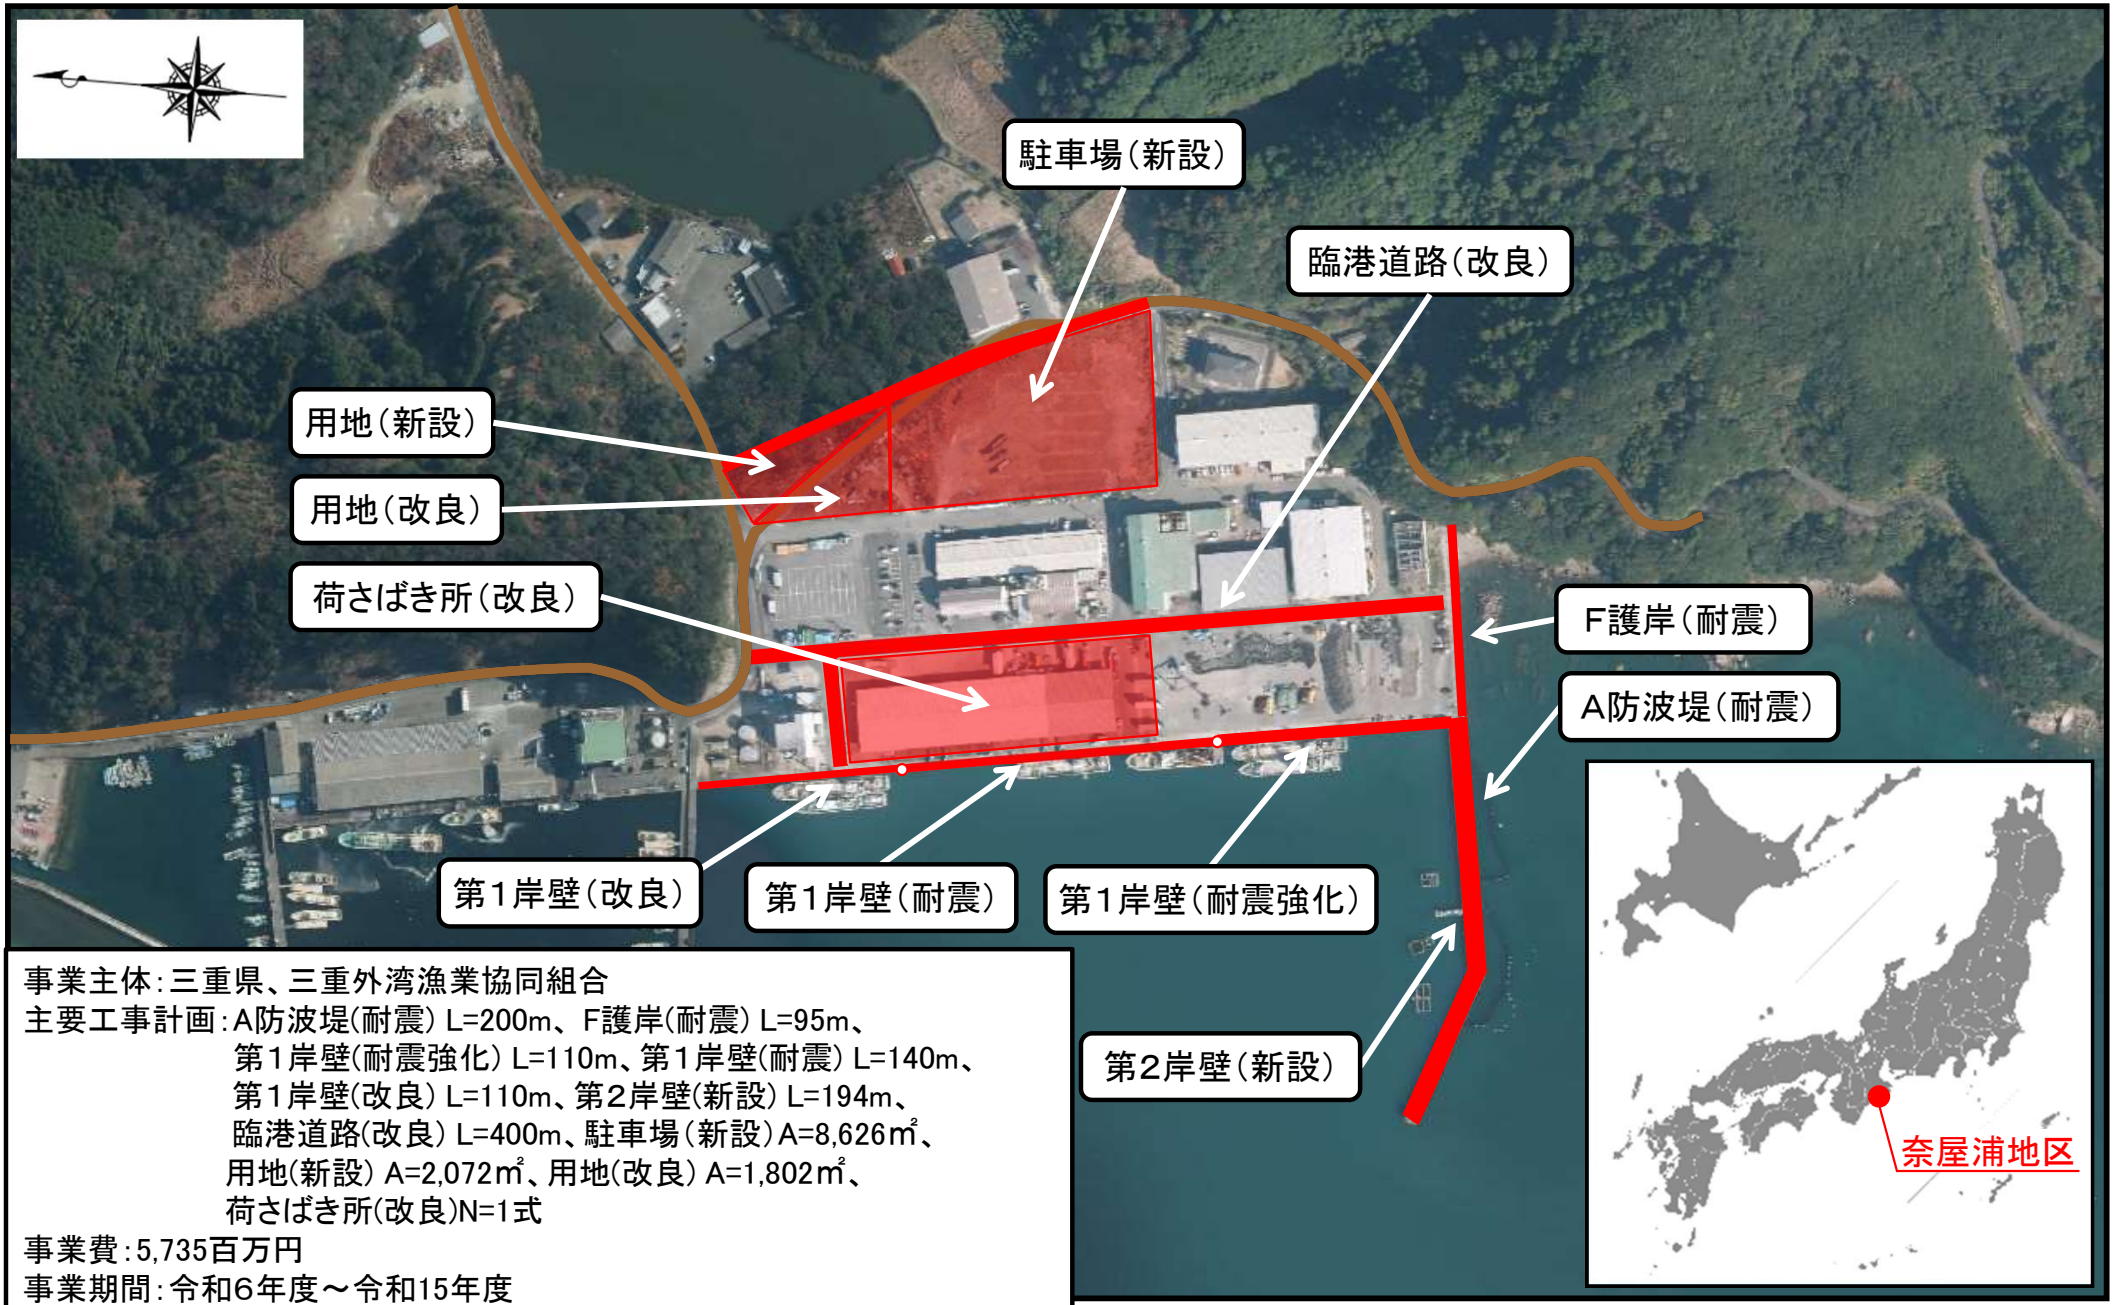 駐車場(新設)
臨港道路(改良)
用地(新設)
用地(改良)
荷さばき所(改良)
F護岸(耐震)
A防波堤(耐震)
第1岸壁(改良)
第1岸壁(耐震)
第1岸壁(耐震強化)
第2岸壁(新設)
奈屋浦地区
事業主体:三重県、三重外湾漁業協同組合
主要工事計画:A防波堤(耐震) L=200m、F護岸(耐震) L=95m、
第1岸壁(耐震強化) L=110m、第1岸壁(耐震) L=140m、
第1岸壁(改良) L=110m、第2岸壁(新設) L=194m、
臨港道路(改良) L=400m、駐車場(新設)A=8,626㎡、
用地(新設) A=2,072㎡、用地(改良) A=1,802㎡、
荷さばき所(改良)N=1式
事業費:5,735百万円
事業期間:令和6年度～令和15年度